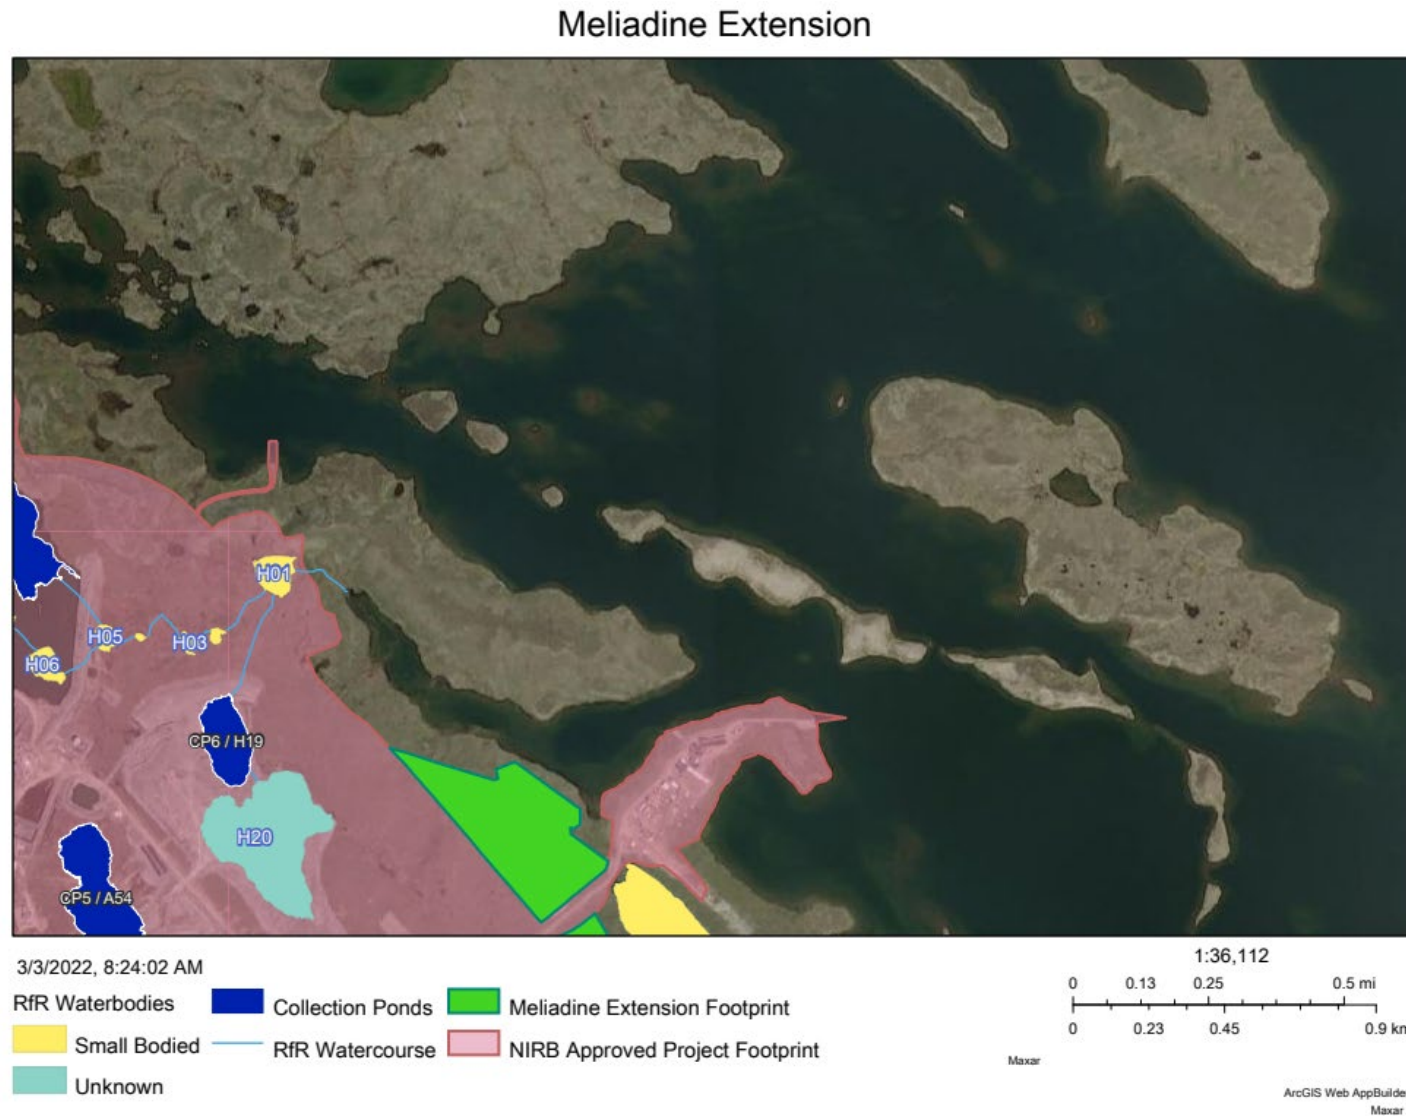 Meliadine Extension
H01
H05
H03
H06
CP6 / H19
H20
CP5 / A54
3/3/2022, 8:24:02 AM
RfR Waterbodies
Small Bodied
Unknown
Collection Ponds
RfR Watercourse
Meliadine Extension Footprint
NIRB Approved Project Footprint
1:36,112
0 0.13 0.25 0.5 mi
0 0.23 0.45 0.9 km
Maxar
ArcGIS Web AppBuilder
Maxar